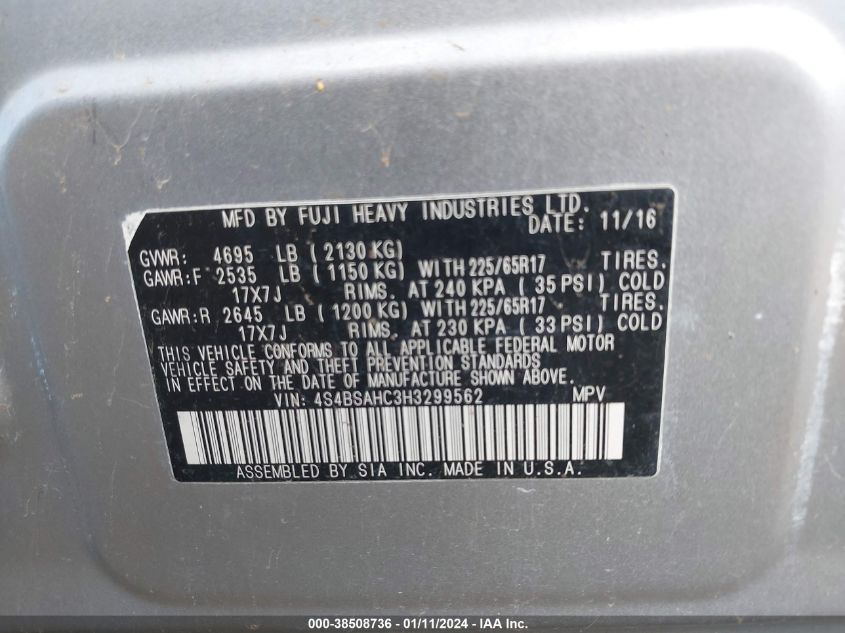 MFD BY FUJI HEAVY INDUSTRIES LTD.
DATE: 11/16
GVWR: 4695 LB ( 2130 KG)
GAWR:F 2535 LB ( 1150 KG) WITH 225/65R17 TIRES.
17X7J RIMS. AT 240 KPA ( 35 PSI) COLD
GAWR:R 2645 LB ( 1200 KG) WITH 225/65R17 TIRES.
17X7J RIMS. AT 230 KPA ( 33 PSI) COLD
THIS VEHICLE CONFORMS TO ALL APPLICABLE FEDERAL MOTOR
VEHICLE SAFETY AND THEFT PREVENTION STANDARDS
IN EFFECT ON THE DATE OF MANUFACTURE SHOWN ABOVE.
VIN: 4S4BSAHC3H3299562 MPV
ASSEMBLED BY SIA INC. MADE IN U.S.A.
000-38508736 - 01/11/2024 - IAA Inc.